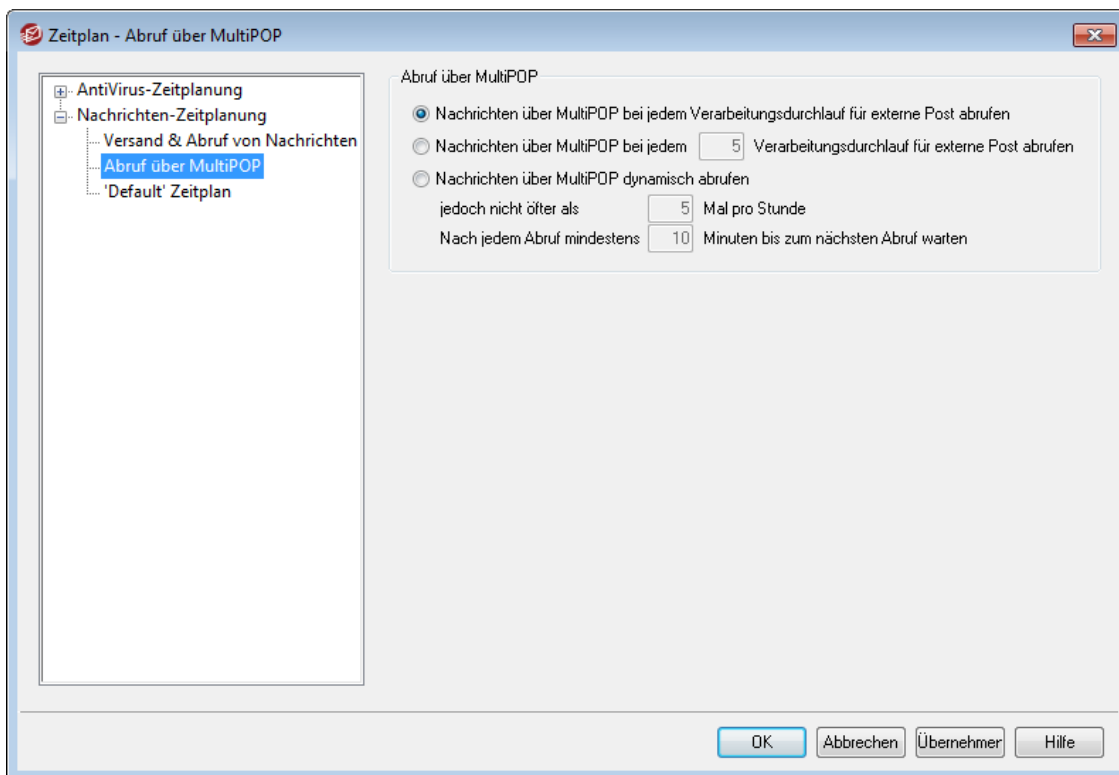 Zeitplan - Abruf über MultiPOP
AntiVirus-Zeitplanung
Nachrichten-Zeitplanung
Versand & Abruf von Nachrichten
Abruf über MultiPOP
'Default' Zeitplan
Abruf über MultiPOP
Nachrichten über MultiPOP bei jedem Verarbeitungsdurchlauf für externe Post abrufen
Nachrichten über MultiPOP bei jedem 5 Verarbeitungsdurchlauf für externe Post abrufen
Nachrichten über MultiPOP dynamisch abrufen
jedoch nicht öfter als 5 Mal pro Stunde
Nach jedem Abruf mindestens 10 Minuten bis zum nächsten Abruf warten
OK Abbrechen Übernehmer Hilfe